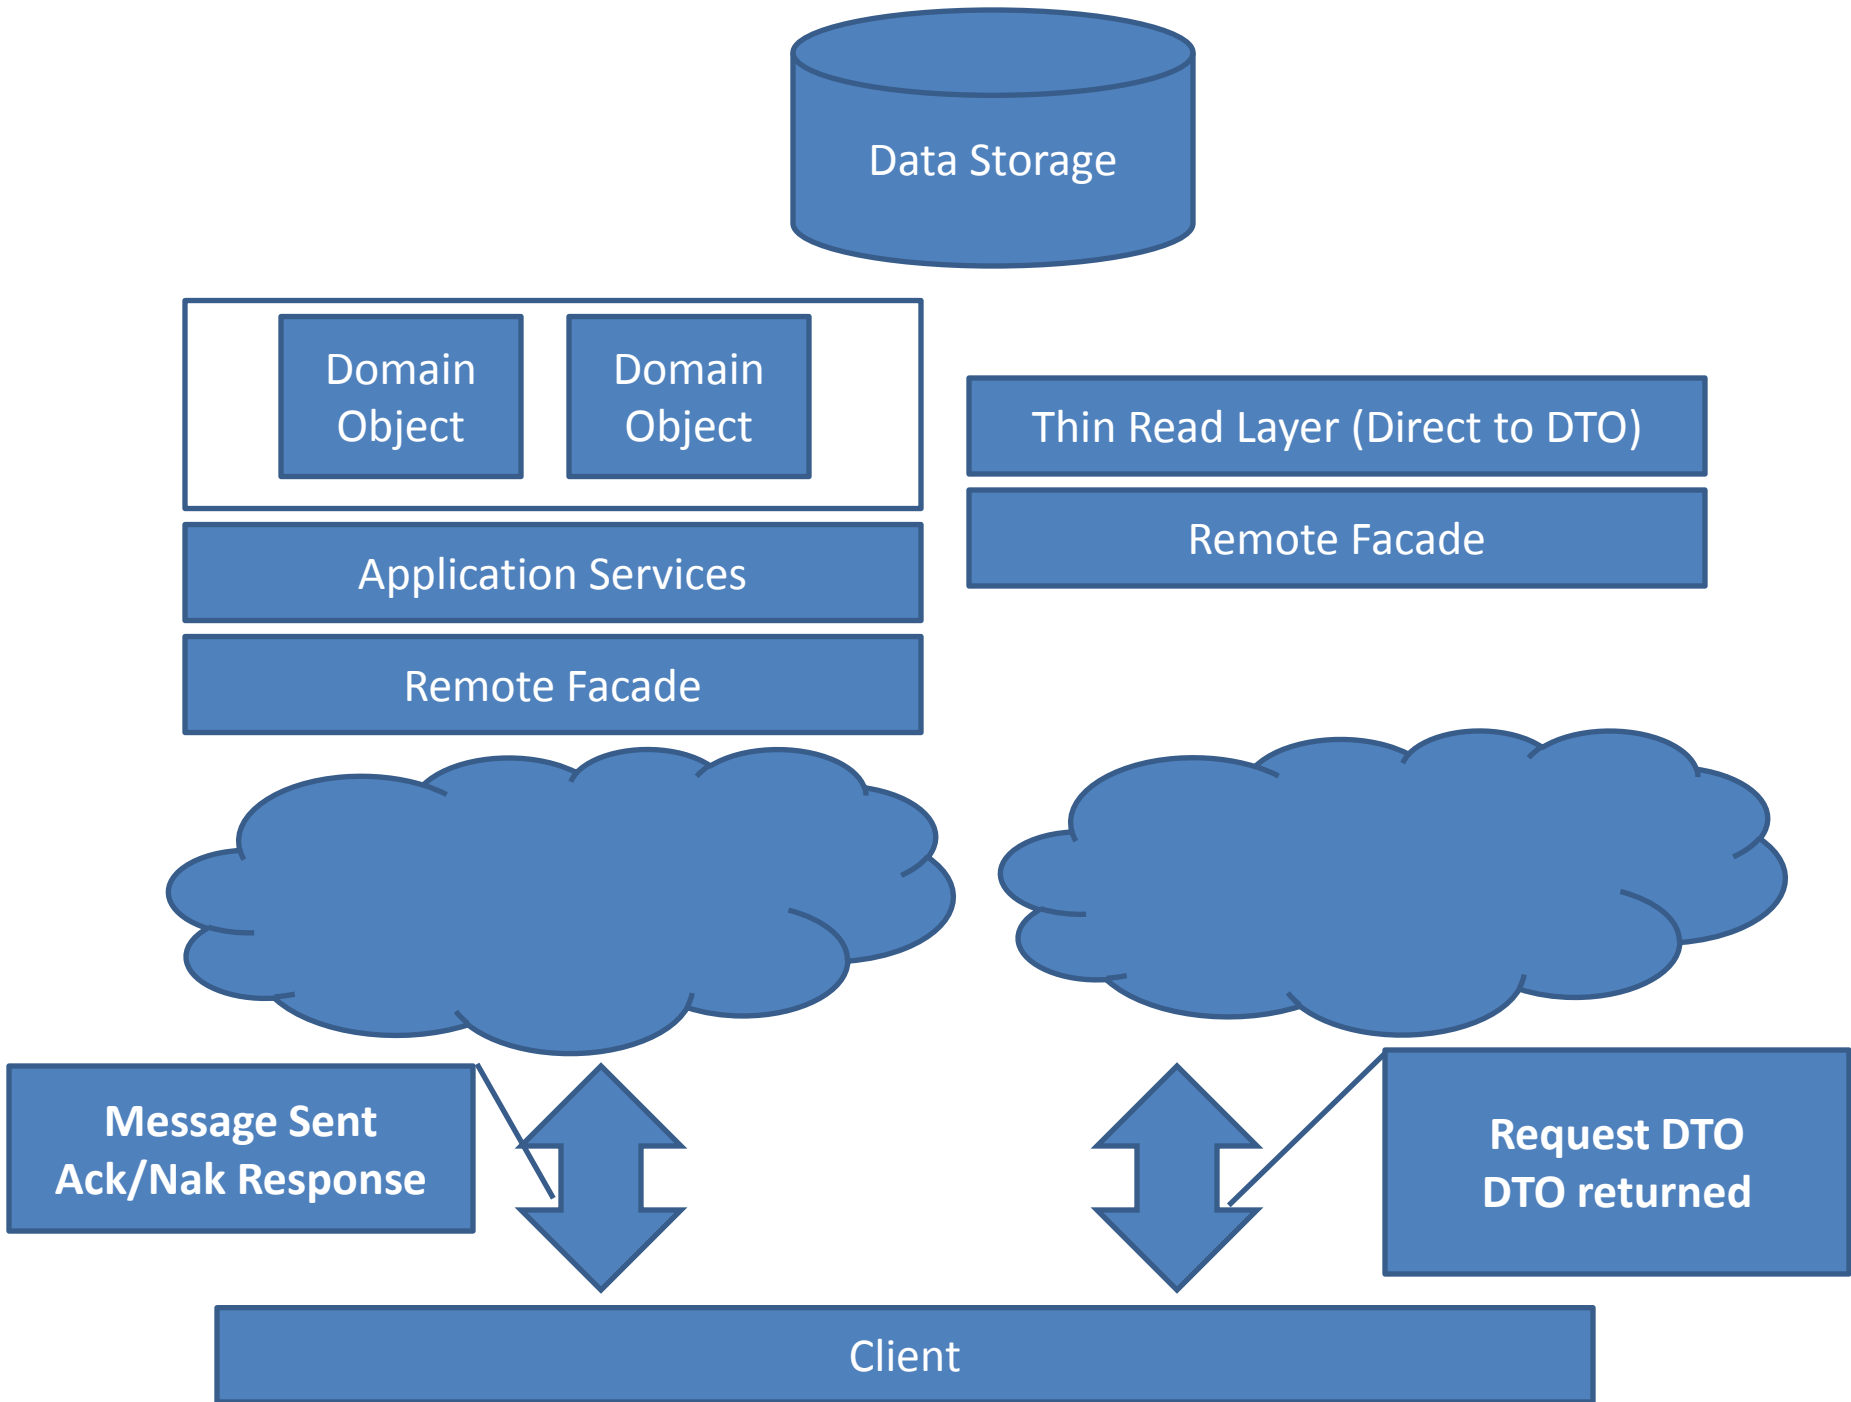 Data Storage
Domain
Object
Domain
Object
Thin Read Layer (Direct to DTO)
Remote Facade
Application Services
Remote Facade
Message Sent
Ack/Nak Response
Request DTO
DTO returned
Client